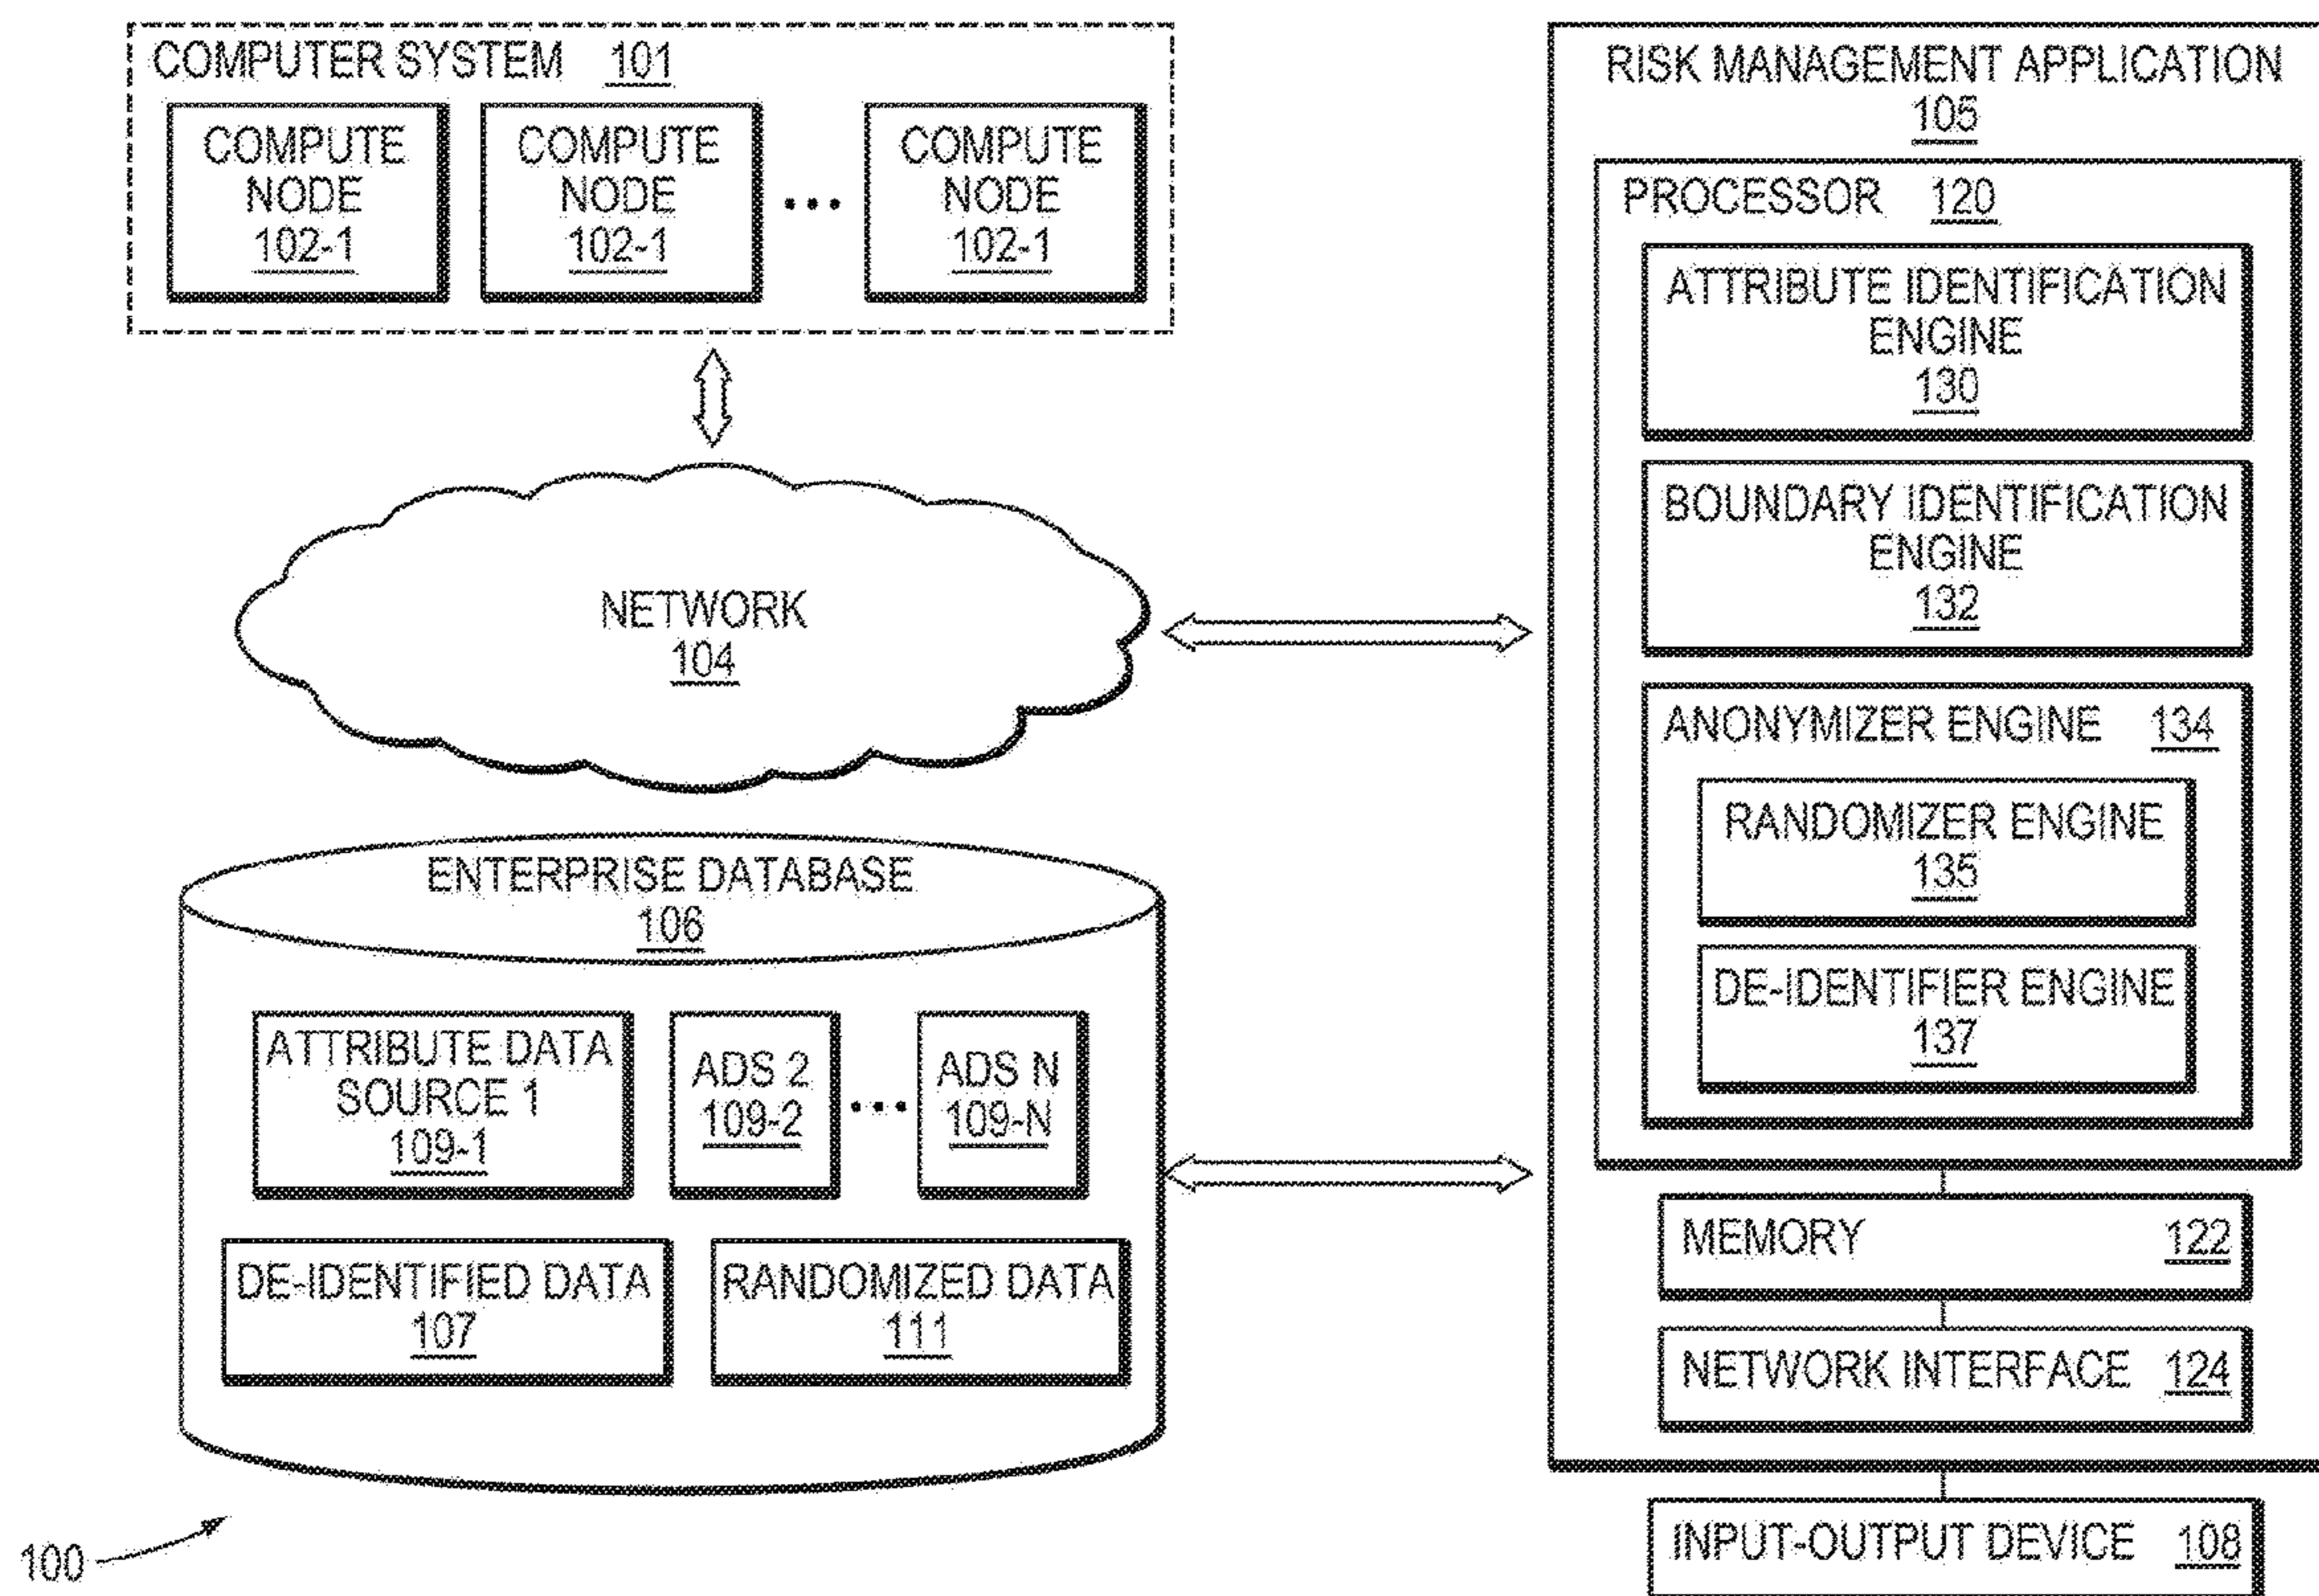 COMPUTER SYSTEM 101
COMPUTE
NODE
102-1
COMPUTE
NODE
102-1
...
COMPUTE
NODE
102-1
NETWORK
104
ENTERPRISE DATABASE
106
ATTRIBUTE DATA
SOURCE 1
109-1
ADS 2
109-2
...
ADS N
109-N
DE-IDENTIFIED DATA
107
RANDOMIZED DATA
111
100
RISK MANAGEMENT APPLICATION
105
PROCESSOR 120
ATTRIBUTE IDENTIFICATION
ENGINE
130
BOUNDARY IDENTIFICATION
ENGINE
132
ANONYMIZER ENGINE 134
RANDOMIZER ENGINE
135
DE-IDENTIFIER ENGINE
137
MEMORY 122
NETWORK INTERFACE 124
INPUT-OUTPUT DEVICE 108